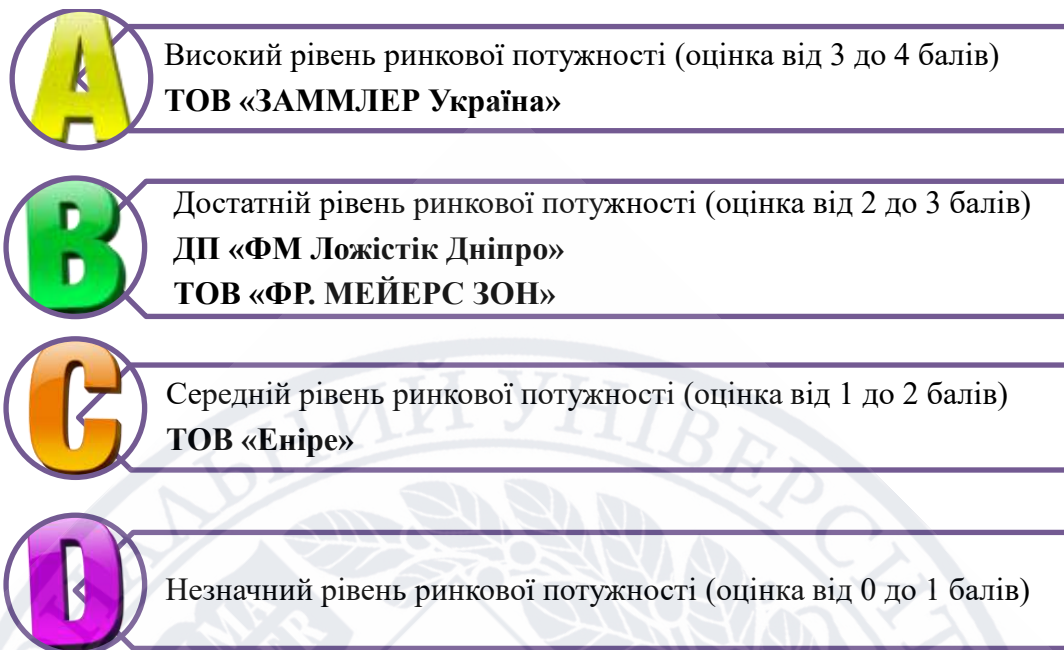 A
Високий рівень ринкової потужності (оцінка від 3 до 4 балів)
ТОВ «ЗАММЛЕР Україна»
B
Достатній рівень ринкової потужності (оцінка від 2 до 3 балів)
ДП «ФМ Ложістік Дніпро»
ТОВ «ФР. МЕЙЕРС ЗОН»
C
Середній рівень ринкової потужності (оцінка від 1 до 2 балів)
ТОВ «Еніре»
D
Незначний рівень ринкової потужності (оцінка від 0 до 1 балів)